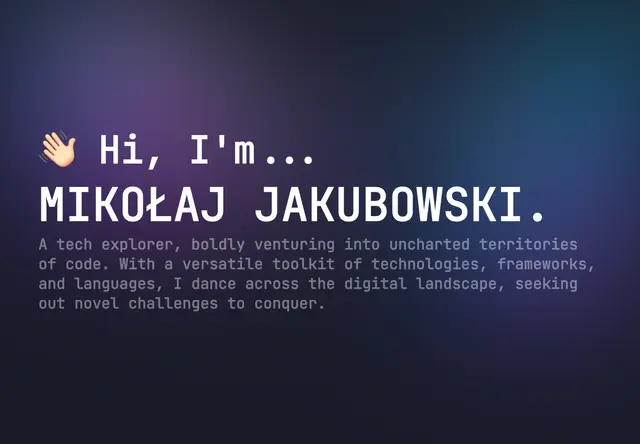 👋 Hi, I'm...
MIKOŁAJ JAKUBOWSKI.
A tech explorer, boldly venturing into uncharted territories
of code. With a versatile toolkit of technologies, frameworks,
and languages, I dance across the digital landscape, seeking
out novel challenges to conquer.